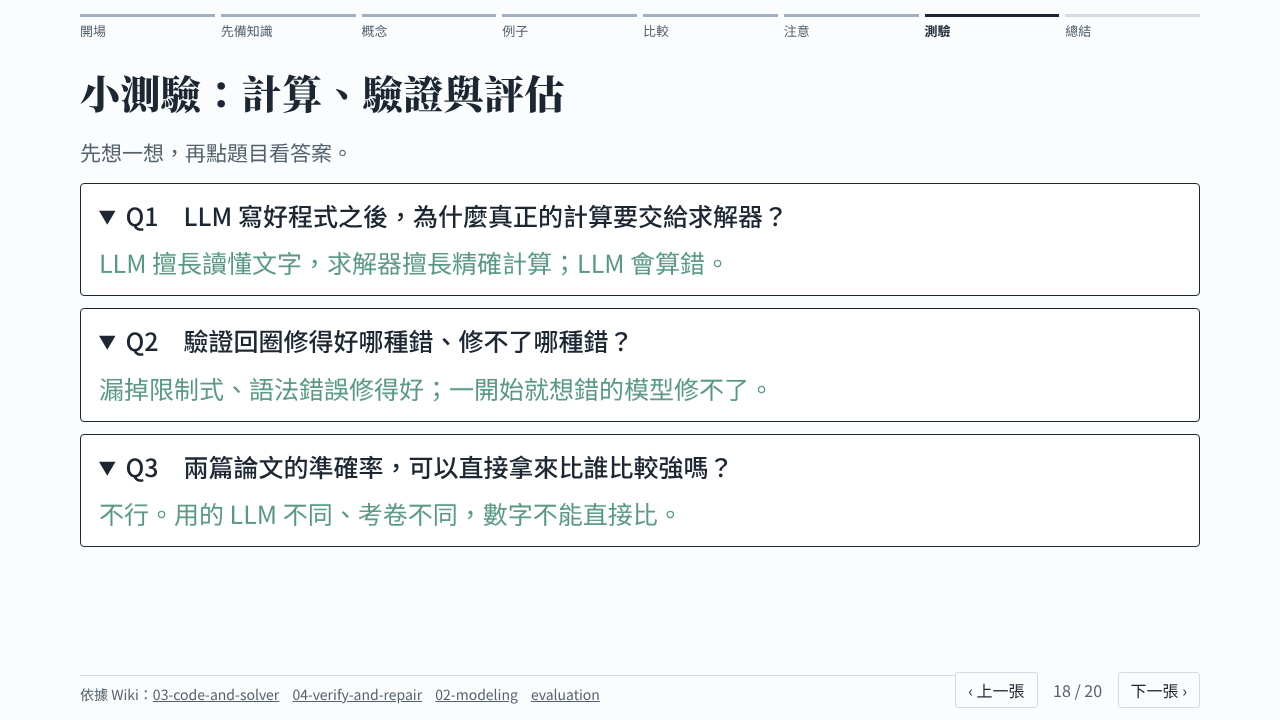 開場
先備知識
概念
例子
比較
注意
測驗
總結
小測驗：計算、驗證與評估
先想一想，再點題目看答案。
▼ Q1　LLM 寫好程式之後，為什麼真正的計算要交給求解器？
LLM 擅長讀懂文字，求解器擅長精確計算；LLM 會算錯。
▼ Q2　驗證回圈修得好哪種錯、修不了哪種錯？
漏掉限制式、語法錯誤修得好；一開始就想錯的模型修不了。
▼ Q3　兩篇論文的準確率，可以直接拿來比誰比較強嗎？
不行。用的 LLM 不同、考卷不同，數字不能直接比。
依據 Wiki：03-code-and-solver 04-verify-and-repair 02-modeling evaluation
‹ 上一張
18 / 20
下一張 ›